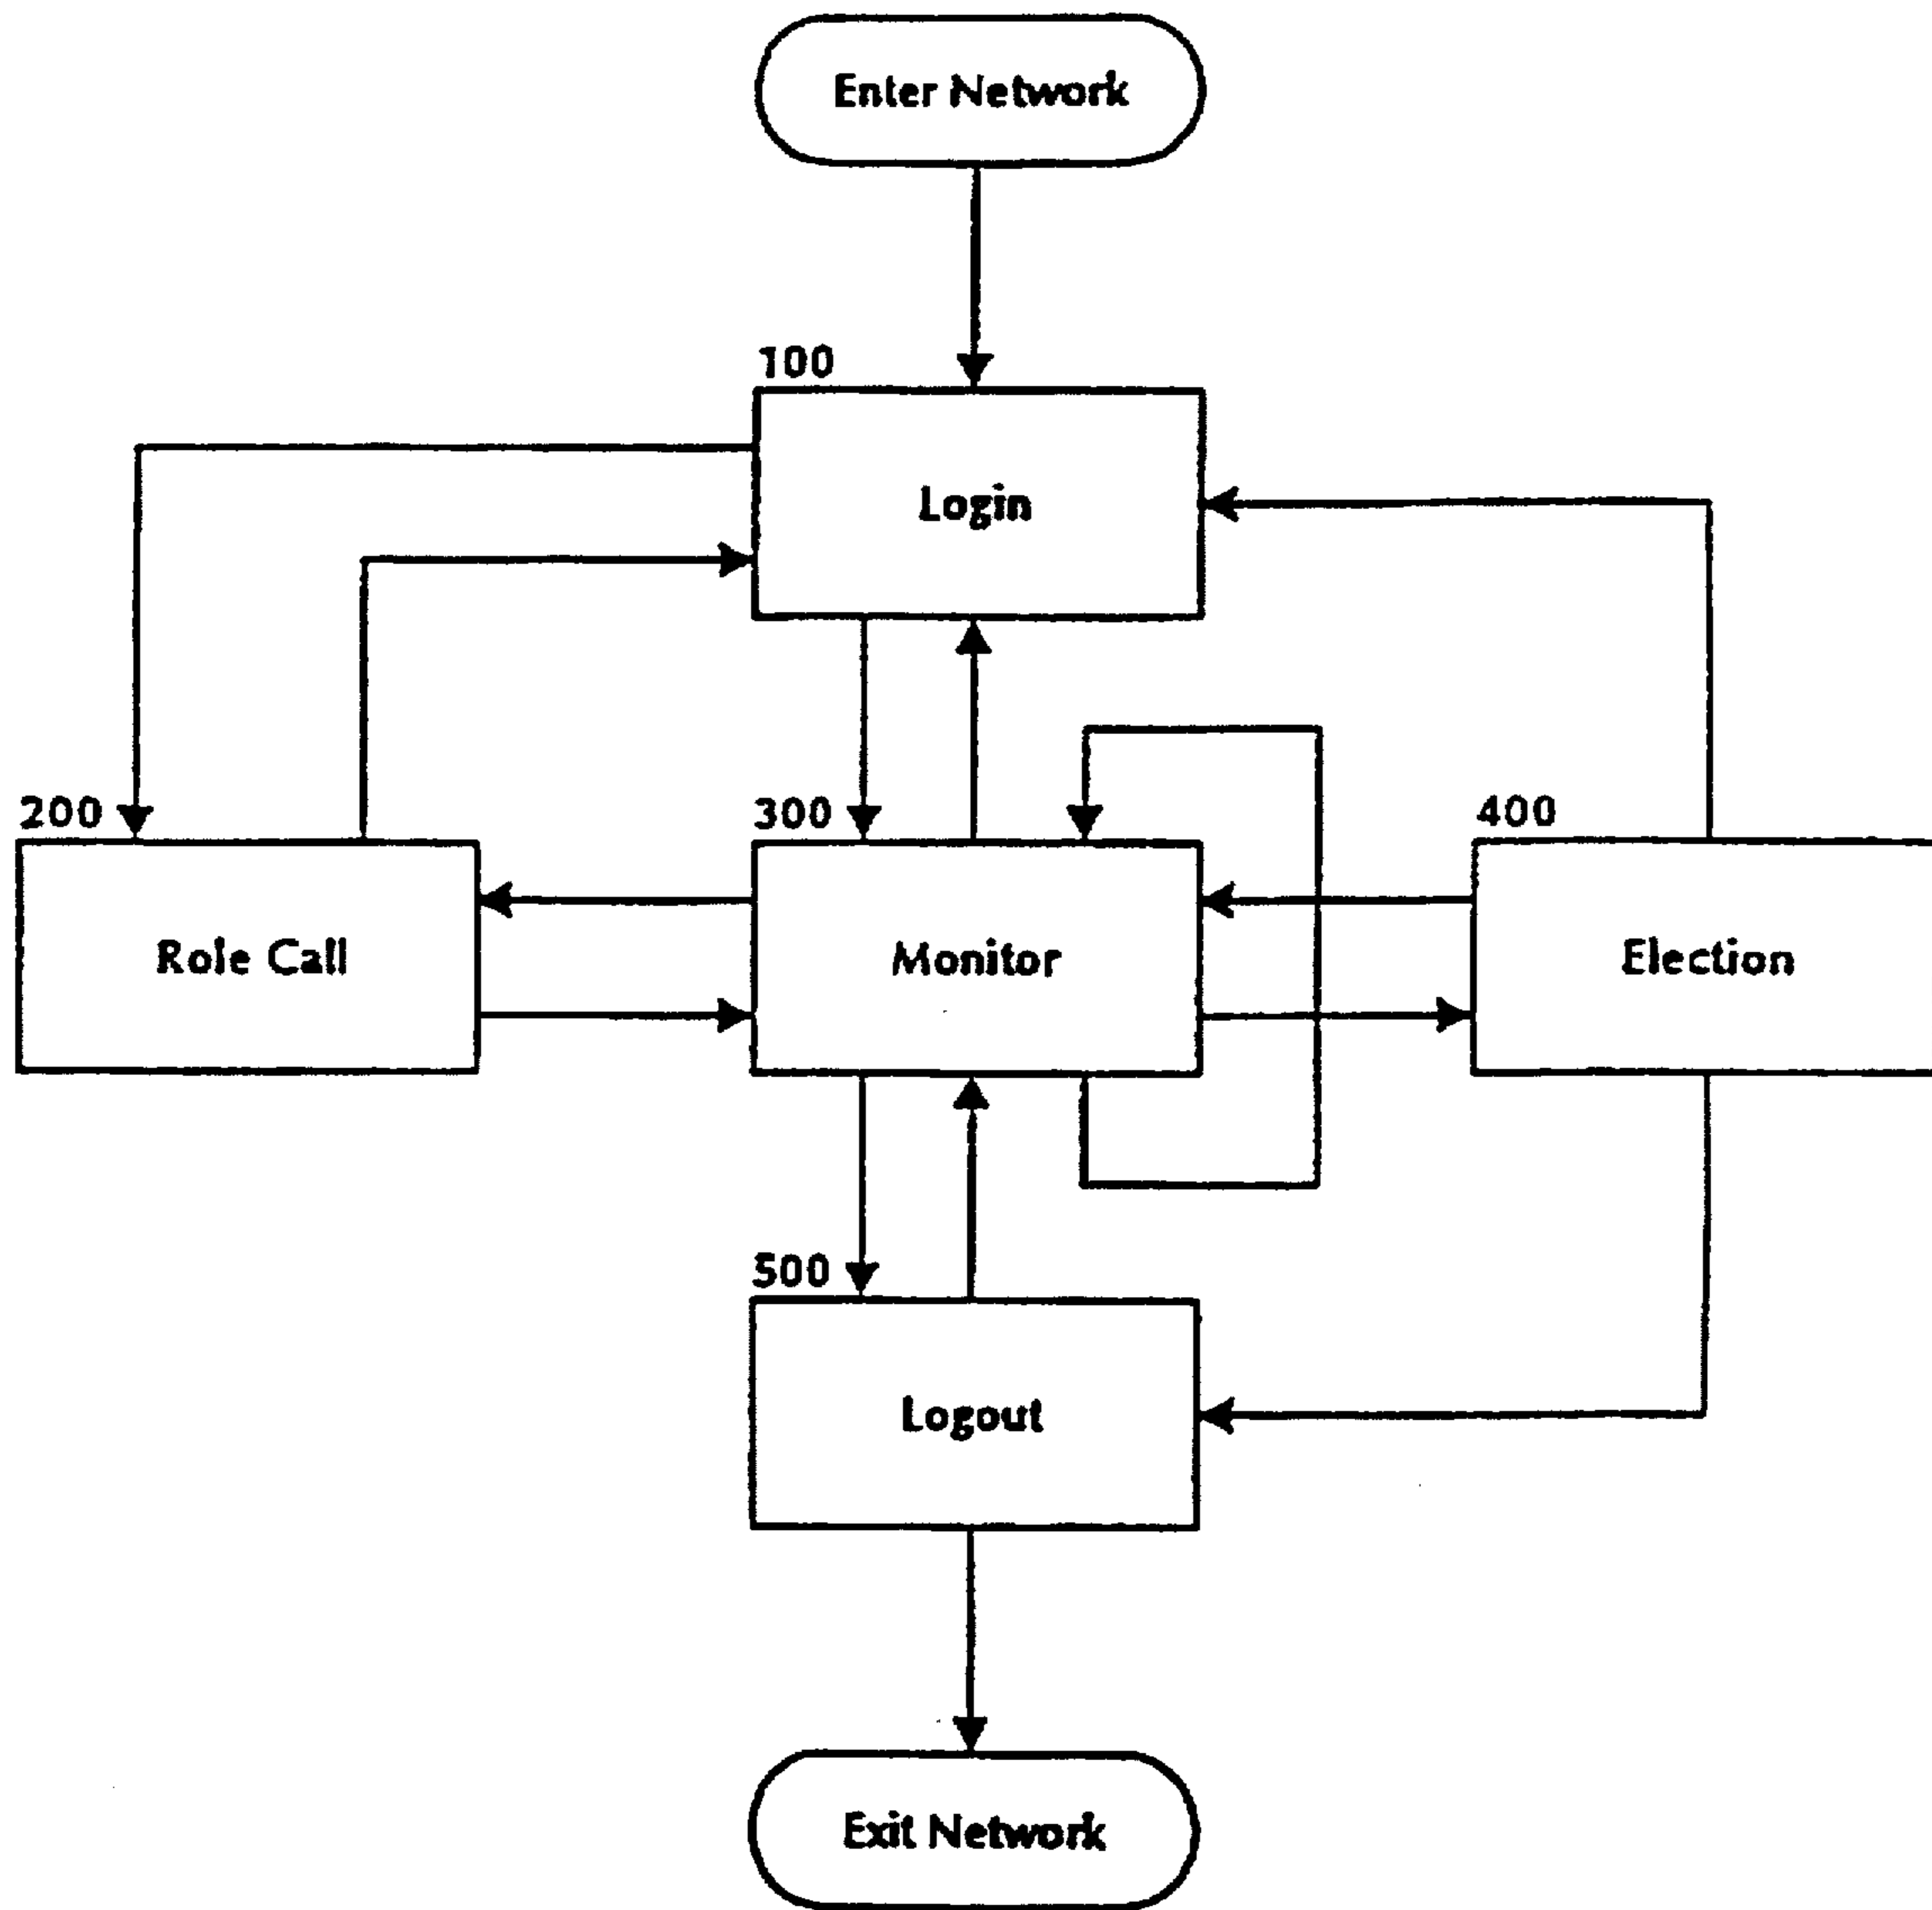 Enter Network
100
Login
200
300
400
Role Call
Monitor
Election
500
Logout
Exit Network